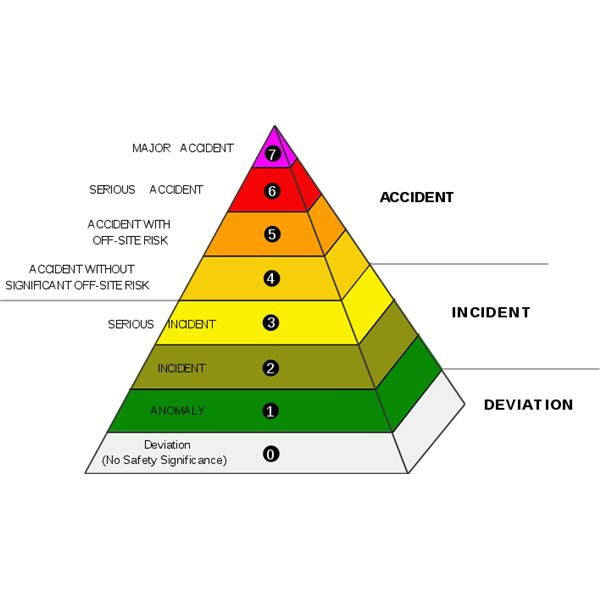 MAJOR ACCIDENT
7
SERIOUS ACCIDENT
6
ACCIDENT
ACCIDENT WITH
OFF-SITE RISK
5
ACCIDENT WITHOUT
SIGNIFICANT OFF-SITE RISK
4
SERIOUS INCIDENT
3
INCIDENT
INCIDENT
2
ANOMALY
1
DEVIATION
Deviation
(No Safety Significance)
0